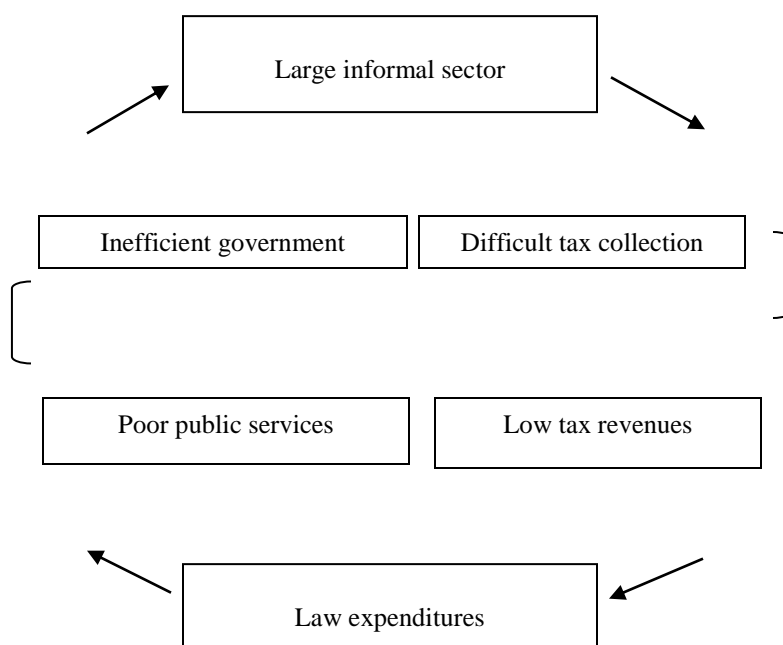 Large informal sector
Inefficient government
Difficult tax collection
Poor public services
Low tax revenues
Law expenditures